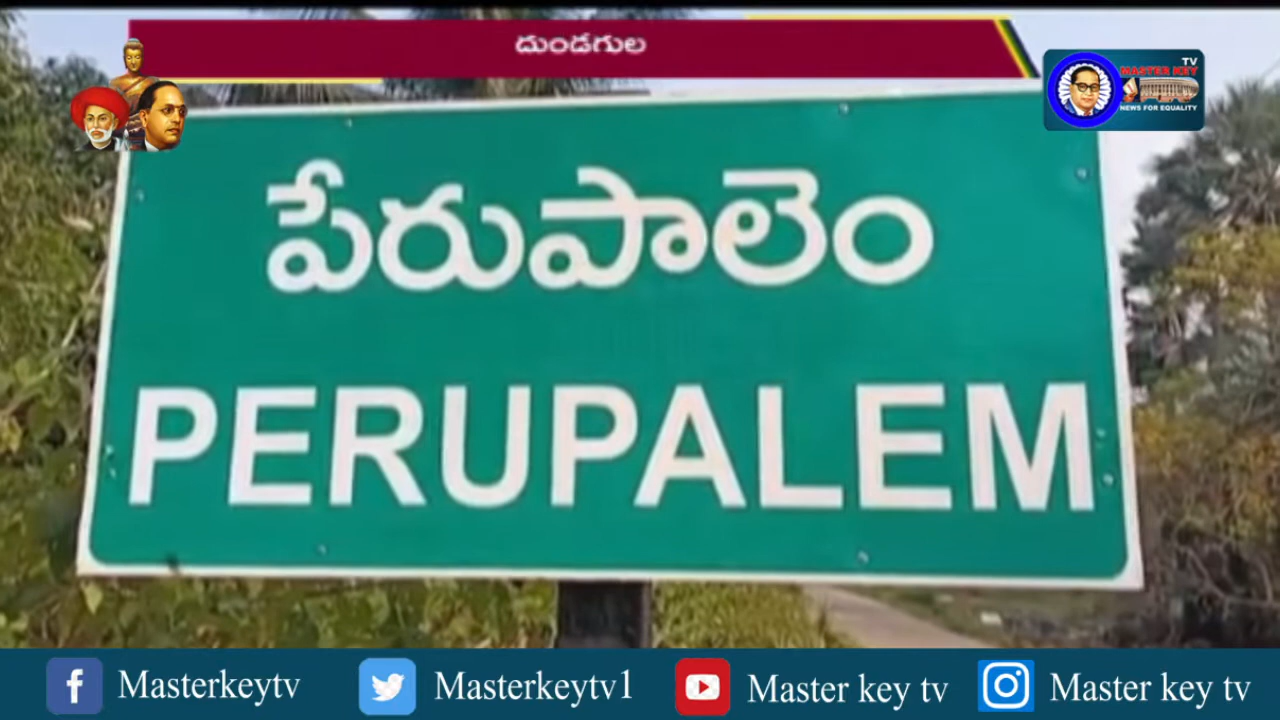 దుండగుల
TV
MASTER KEY
NEWS FOR EQUALITY
పేరుపాలెం
PERUPALEM
Masterkeytv
Masterkeytv1
Master key tv
Master key tv